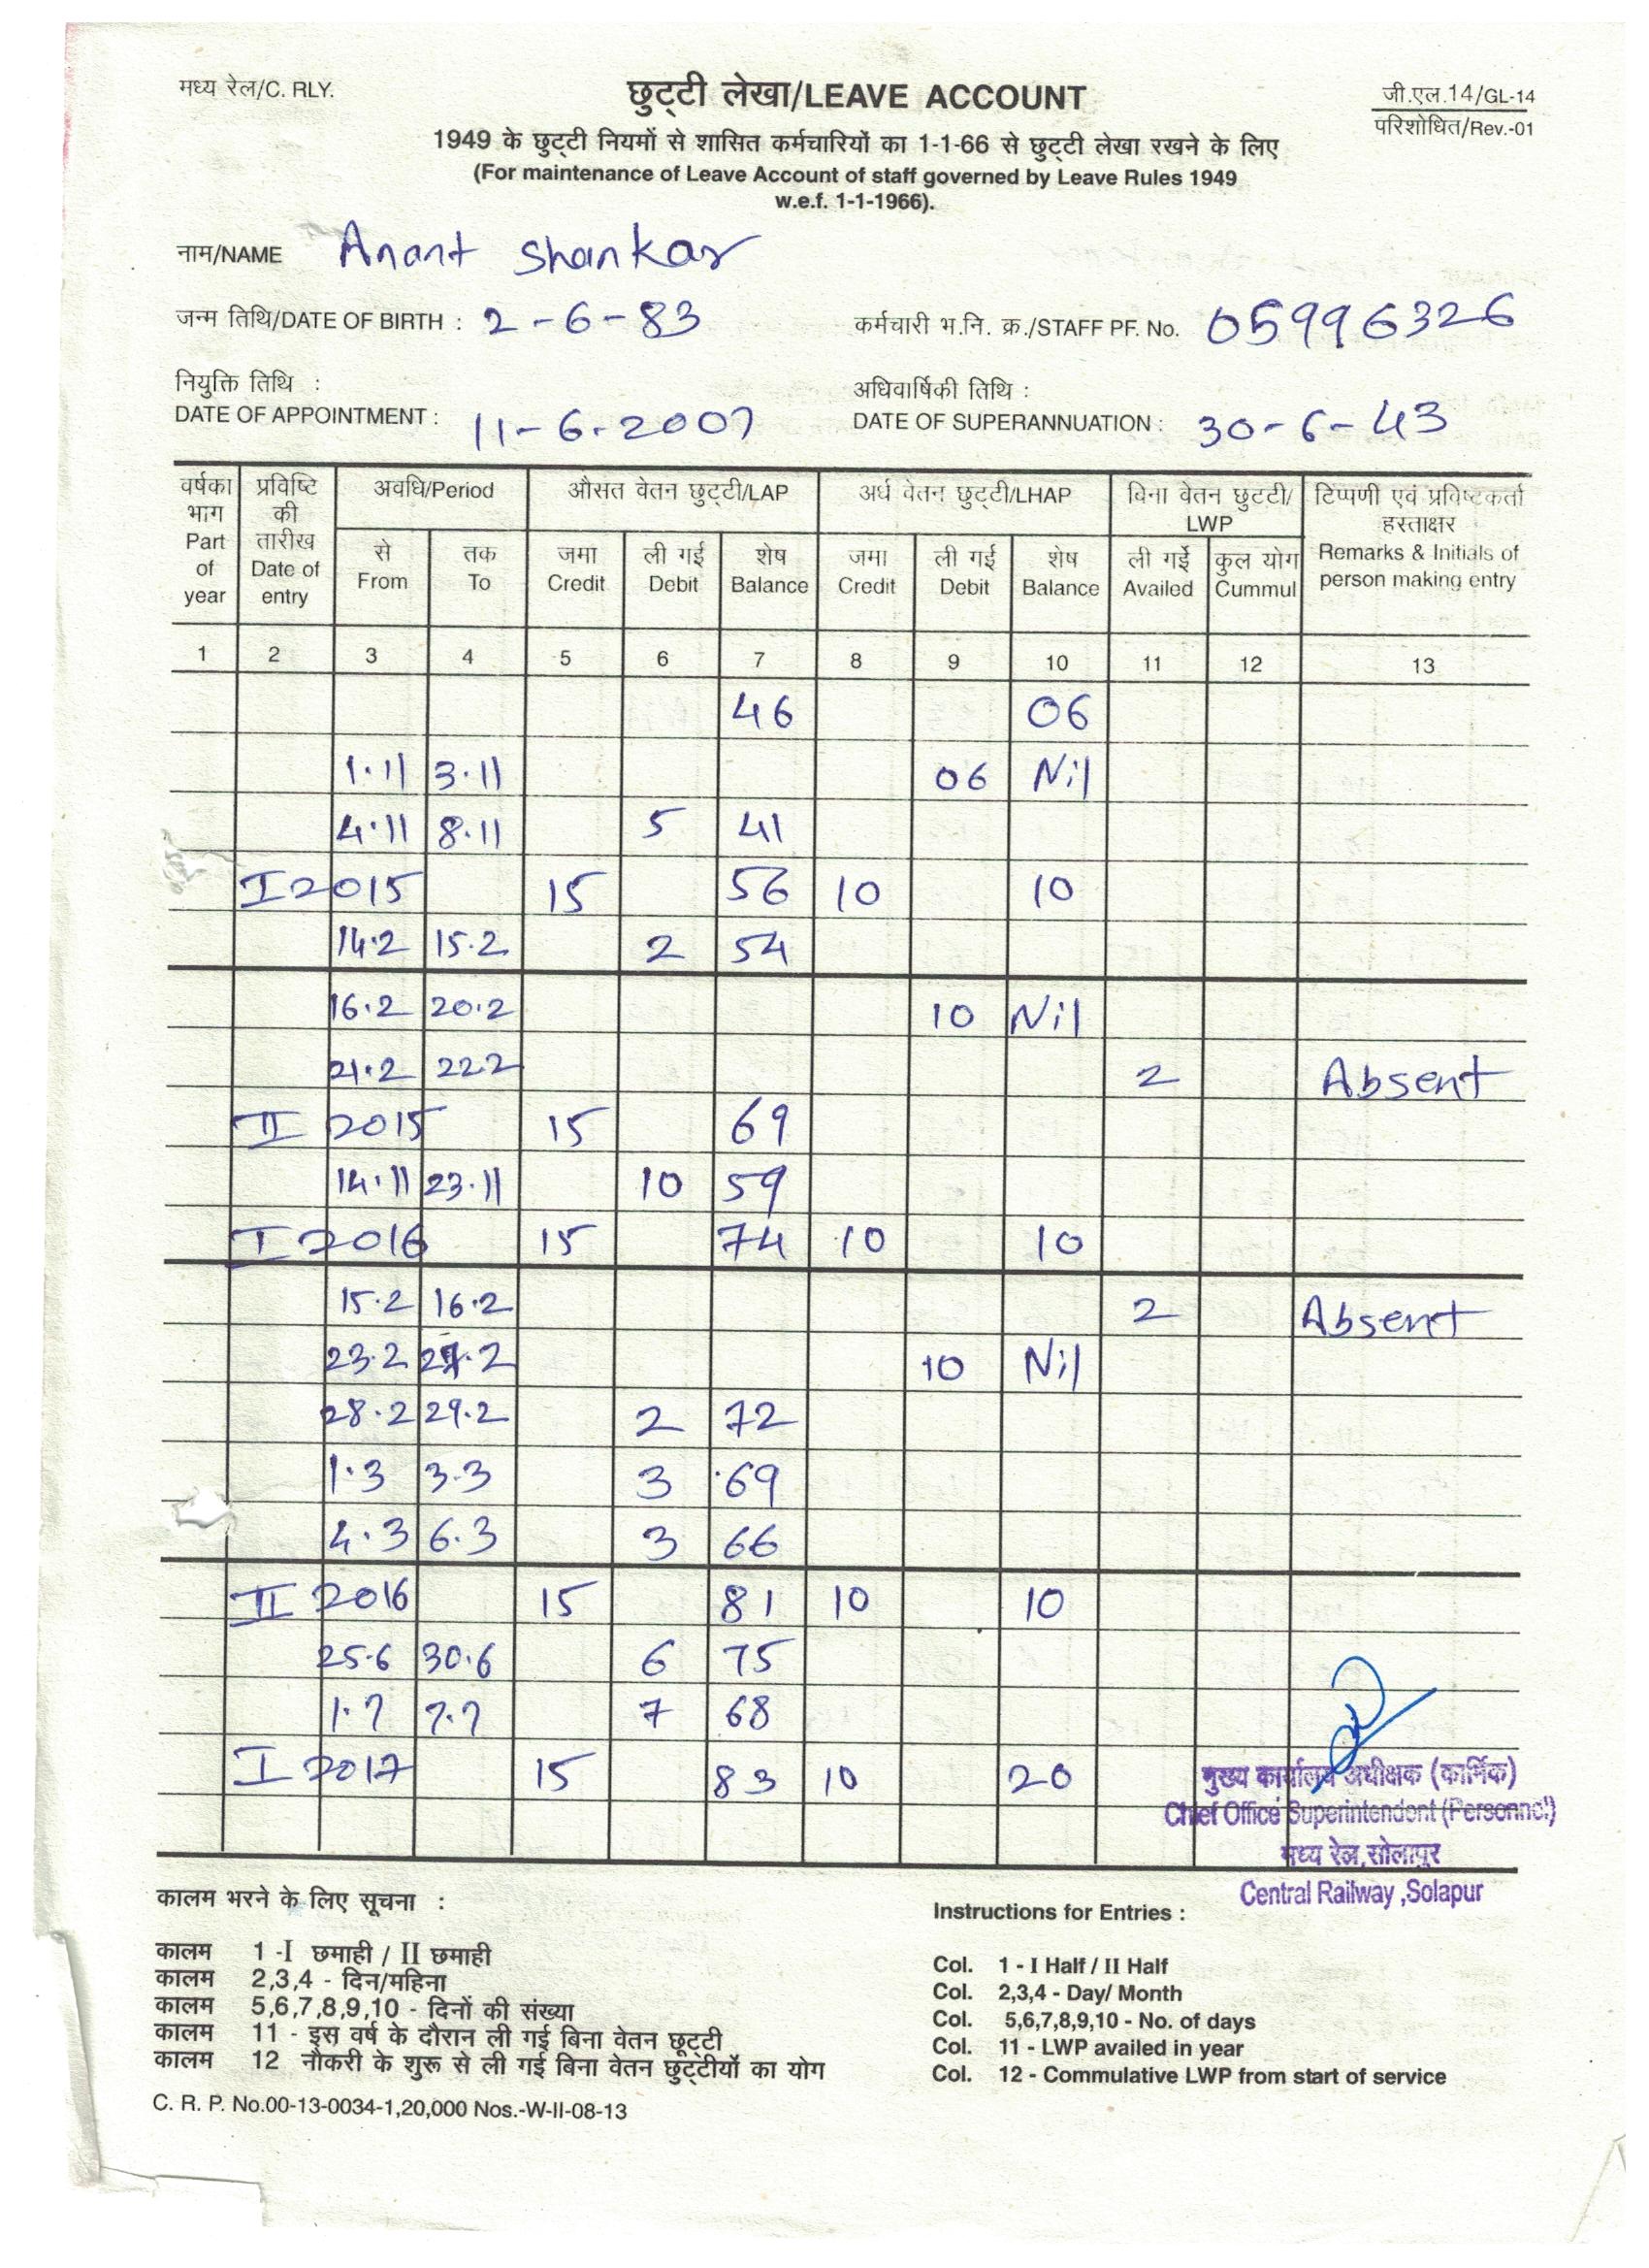 मध्य रेल/C. RLY.
छुट्टी लेखा/LEAVE ACCOUNT
जी.एल.14/GL-14
परिशोधित/Rev.-01
1949 के छुट्टी नियमों से शासित कर्मचारियों का 1-1-66 से छुट्टी लेखा रखने के लिए
(For maintenance of Leave Account of staff governed by Leave Rules 1949
w.e.f. 1-1-1966).
नाम/NAME Anant Shankar
जन्म तिथि/DATE OF BIRTH : 2-6-83 कर्मचारी भ.नि. क्र./STAFF PF. No. 05996326
नियुक्ति तिथि : अधिवार्षिकी तिथि :
DATE OF APPOINTMENT : 11-6-2007 DATE OF SUPERANNUATION : 30-6-43
वर्षका भाग Part of year प्रविष्टि की तारीख Date of entry अवधि/Period औसत वेतन छुट्टी/LAP अर्ध वेतन छुट्टी/LHAP बिना वेतन छुटटी/ LWP टिप्पणी एवं प्रविष्टकर्ता हस्ताक्षर Remarks & Initials of person making entry
से From तक To जमा Credit ली गई Debit शेष Balance जमा Credit ली गई Debit शेष Balance ली गई Availed कुल योग Cummul
1 2 3 4 5 6 7 8 9 10 11 12 13
46 06
1.11 3.11 06 Nil
4.11 8.11 5 41
I 2015 15 56 10 10
14.2 15.2 2 54
16.2 20.2 10 Nil
21.2 22.2 2 Absent
II 2015 15 69
14.11 23.11 10 59
I 2016 15 74 10 10
15.2 16.2 2 Absent
23.2 27.2 10 Nil
28.2 29.2 2 72
1.3 3.3 3 69
4.3 6.3 3 66
II 2016 15 81 10 10
25.6 30.6 6 75
1.7 7.7 7 68
I 2017 15 83 10 20
मुख्य कार्यालय अधीक्षक (कार्मिक)
Chief Office Superintendent (Personnel)
मध्य रेल,सोलापुर
Central Railway ,Solapur
कालम भरने के लिए सूचना :
कालम 1 -I छमाही / II छमाही
कालम 2,3,4 - दिन/महिना
कालम 5,6,7,8,9,10 - दिनों की संख्या
कालम 11 - इस वर्ष के दौरान ली गई बिना वेतन छूट्टी
कालम 12 नौकरी के शुरू से ली गई बिना वेतन छुट्टीयों का योग
Instructions for Entries :
Col. 1 - I Half / II Half
Col. 2,3,4 - Day/ Month
Col. 5,6,7,8,9,10 - No. of days
Col. 11 - LWP availed in year
Col. 12 - Commulative LWP from start of service
C. R. P. No.00-13-0034-1,20,000 Nos.-W-II-08-13